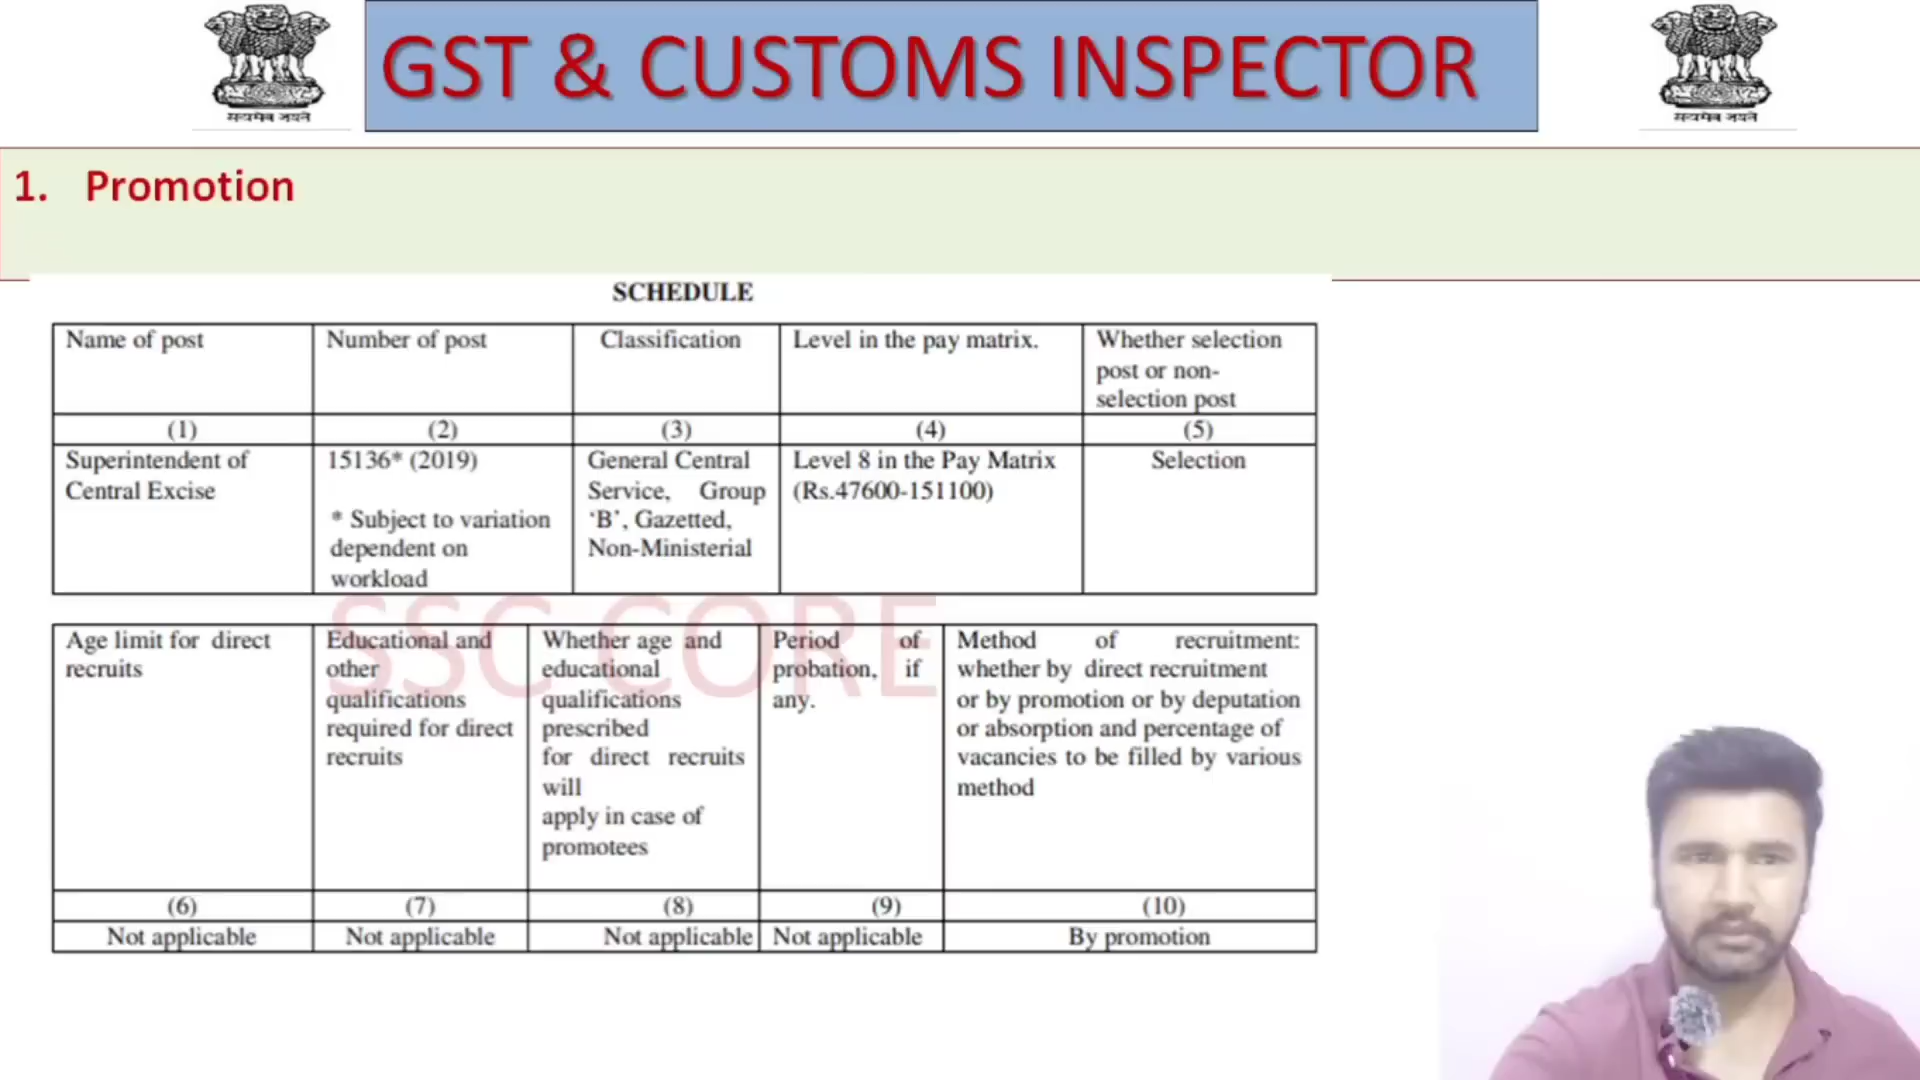 GST & CUSTOMS INSPECTOR
सत्यमेव जयते
सत्यमेव जयते
1. Promotion
SCHEDULE
Name of post
Number of post
Classification
Level in the pay matrix.
Whether selection
post or non-
selection post
(1)
(2)
(3)
(4)
(5)
Superintendent of
Central Excise
15136* (2019)
* Subject to variation
dependent on
workload
General Central
Service, Group
‘B’, Gazetted,
Non-Ministerial
Level 8 in the Pay Matrix
(Rs.47600-151100)
Selection
SSC CORE
Age limit for direct
recruits
Educational and
other
qualifications
required for direct
recruits
Whether age and
educational
qualifications
prescribed
for direct recruits
will
apply in case of
promotees
Period of
probation, if
any.
Method of recruitment:
whether by direct recruitment
or by promotion or by deputation
or absorption and percentage of
vacancies to be filled by various
method
(6)
(7)
(8)
(9)
(10)
Not applicable
Not applicable
Not applicable
Not applicable
By promotion